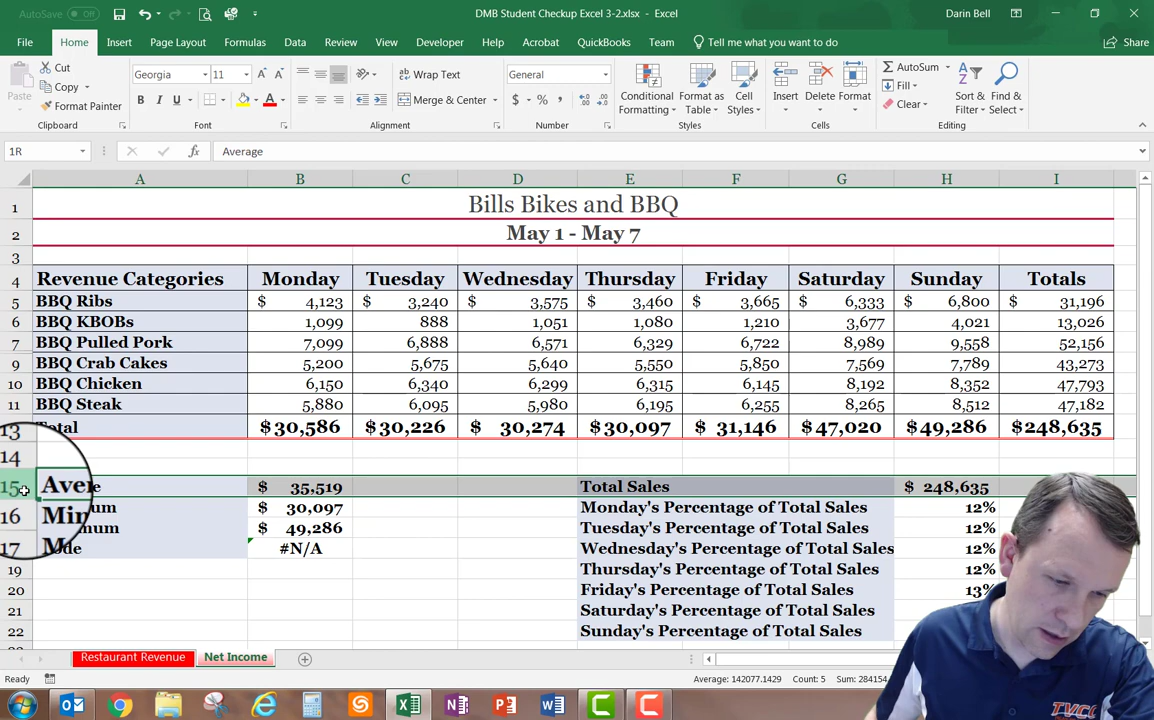 AutoSave Off DMB Student Checkup Excel 3-2.xlsx - Excel Darin Bell
File Home Insert Page Layout Formulas Data Review View Developer Help Acrobat QuickBooks Team Tell me what you want to do Share
Paste Cut Copy Format Painter Clipboard
Georgia 11 A A B I U A Font
Wrap Text Merge & Center Alignment
General $ % , Number
Conditional Formatting Format as Table Cell Styles Styles
Insert Delete Format Cells
AutoSum Fill Clear Sort & Filter Find & Select Editing
1R fx Average
A B C D E F G H I
1 Bills Bikes and BBQ
2 May 1 - May 7
3
4 Revenue Categories Monday Tuesday Wednesday Thursday Friday Saturday Sunday Totals
5 BBQ Ribs $ 4,123 $ 3,240 $ 3,575 $ 3,460 $ 3,665 $ 6,333 $ 6,800 $ 31,196
6 BBQ KBOBs 1,099 888 1,051 1,080 1,210 3,677 4,021 13,026
7 BBQ Pulled Pork 7,099 6,888 6,571 6,329 6,722 8,989 9,558 52,156
9 BBQ Crab Cakes 5,200 5,675 5,640 5,550 5,850 7,569 7,789 43,273
10 BBQ Chicken 6,150 6,340 6,299 6,315 6,145 8,192 8,352 47,793
11 BBQ Steak 5,880 6,095 5,980 6,195 6,255 8,265 8,512 47,182
13 Total $ 30,586 $ 30,226 $ 30,274 $ 30,097 $ 31,146 $ 47,020 $ 49,286 $ 248,635
14
15 $ 35,519 Total Sales $ 248,635
16 $ 30,097 Monday's Percentage of Total Sales 12%
17 $ 49,286 Tuesday's Percentage of Total Sales 12%
#N/A Wednesday's Percentage of Total Sales 12%
19 Thursday's Percentage of Total Sales 12%
20 Friday's Percentage of Total Sales 13%
21 Saturday's Percentage of Total Sales
22 Sunday's Percentage of Total Sales
Restaurant Revenue Net Income
Ready Average: 142077.1429 Count: 5